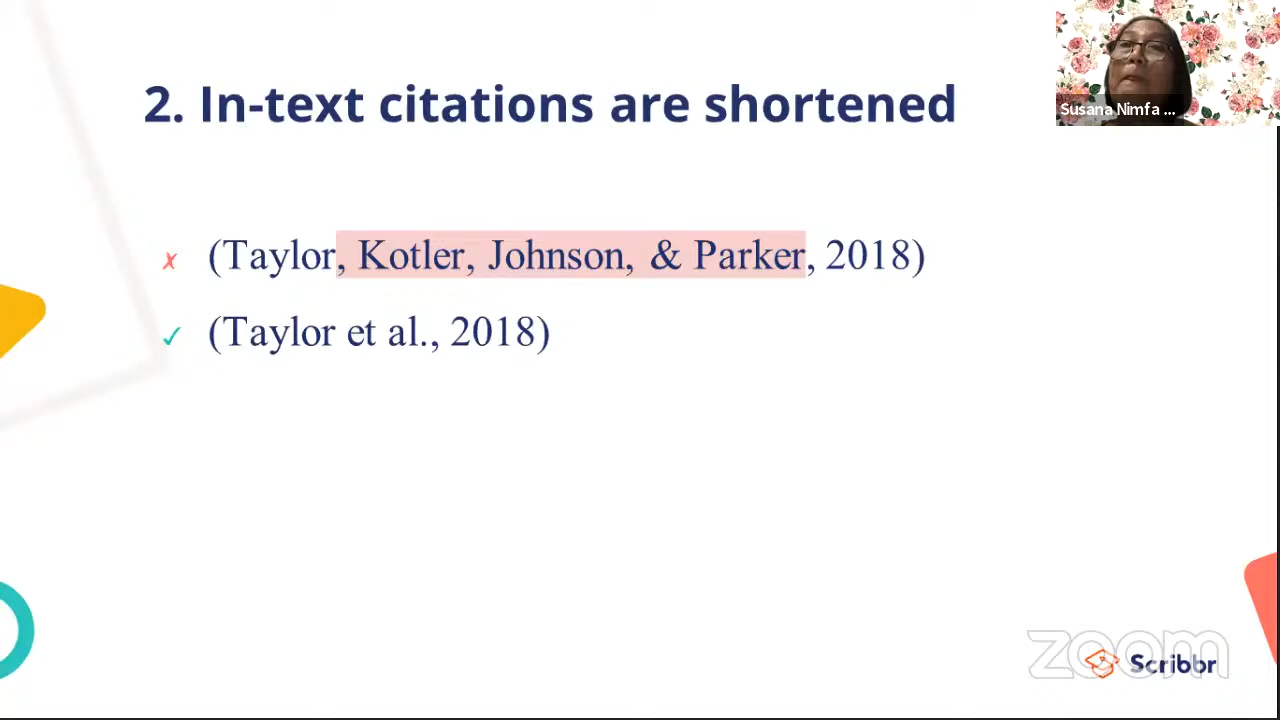 2. In-text citations are shortened
Susana Nimfa ...
✗ (Taylor, Kotler, Johnson, & Parker, 2018)
✓ (Taylor et al., 2018)
zoom
Scribbr